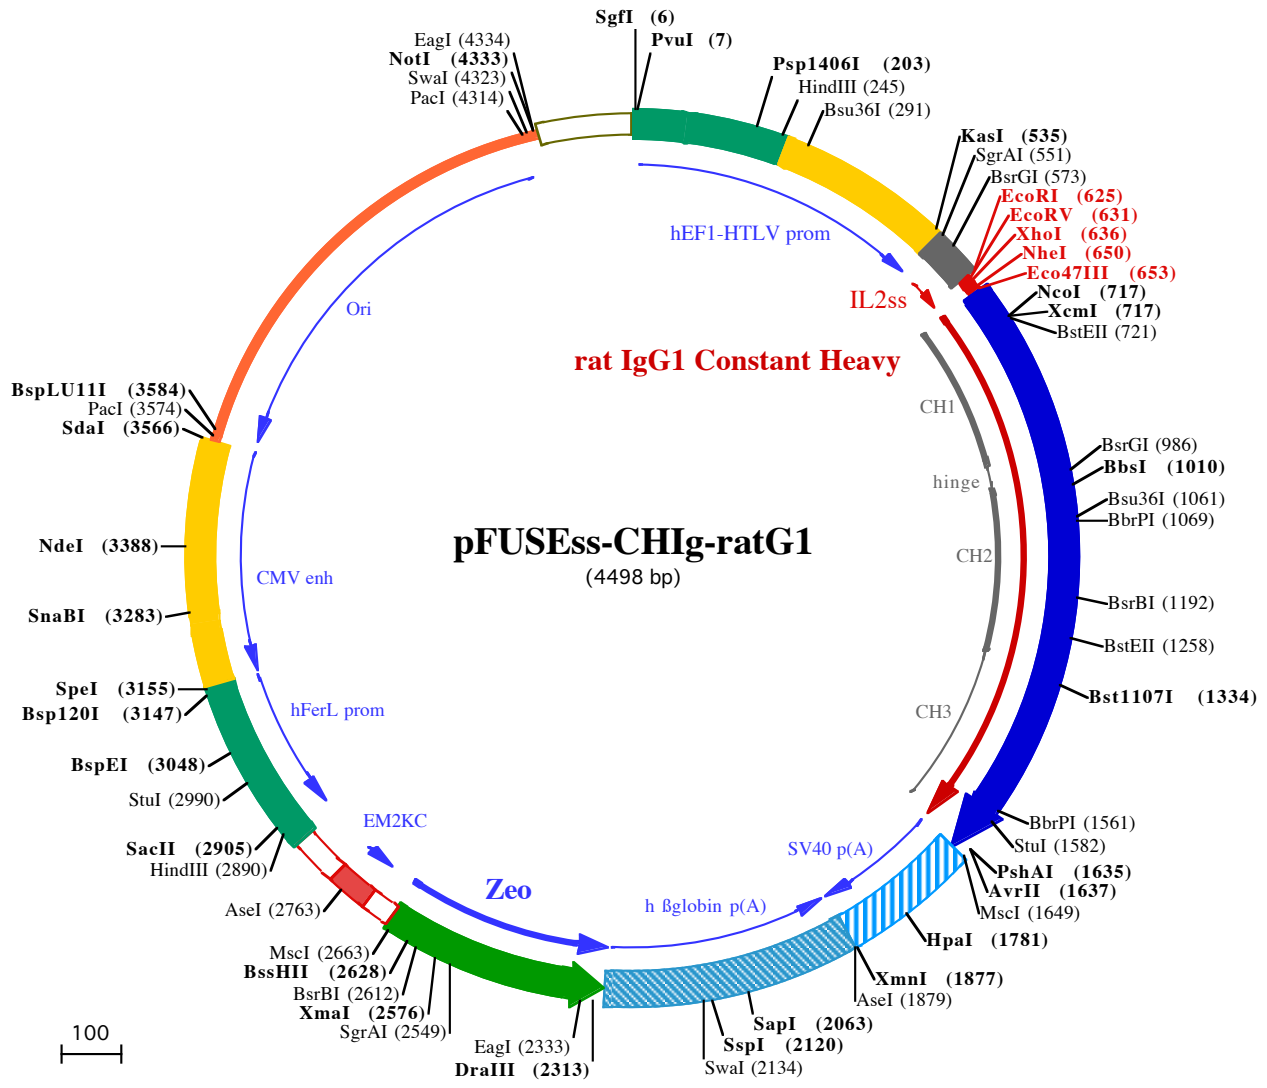 SgfI (6)
PvuI (7)
Psp1406I (203)
HindIII (245)
Bsu36I (291)
KasI (535)
SgrAI (551)
BsrGI (573)
EcoRI (625)
EcoRV (631)
XhoI (636)
NheI (650)
Eco47III (653)
NcoI (717)
XcmI (717)
BstEII (721)
BsrGI (986)
BbsI (1010)
Bsu36I (1061)
BbrPI (1069)
BsrBI (1192)
BstEII (1258)
Bst1107I (1334)
BbrPI (1561)
StuI (1582)
PshAI (1635)
AvrII (1637)
MscI (1649)
HpaI (1781)
XmnI (1877)
AseI (1879)
SapI (2063)
SspI (2120)
SwaI (2134)
DraIII (2313)
EagI (2333)
SgrAI (2549)
XmaI (2576)
BsrBI (2612)
BssHII (2628)
MscI (2663)
AseI (2763)
HindIII (2890)
SacII (2905)
StuI (2990)
BspEI (3048)
Bsp120I (3147)
SpeI (3155)
SnaBI (3283)
NdeI (3388)
SdaI (3566)
PacI (3574)
BspLU11I (3584)
PacI (4314)
SwaI (4323)
NotI (4333)
EagI (4334)
hEF1-HTLV prom
IL2ss
rat IgG1 Constant Heavy
CH1
hinge
CH2
CH3
SV40 p(A)
h ßglobin p(A)
Zeo
EM2KC
hFerL prom
CMV enh
Ori
pFUSEss-CHIg-ratG1
(4498 bp)
100